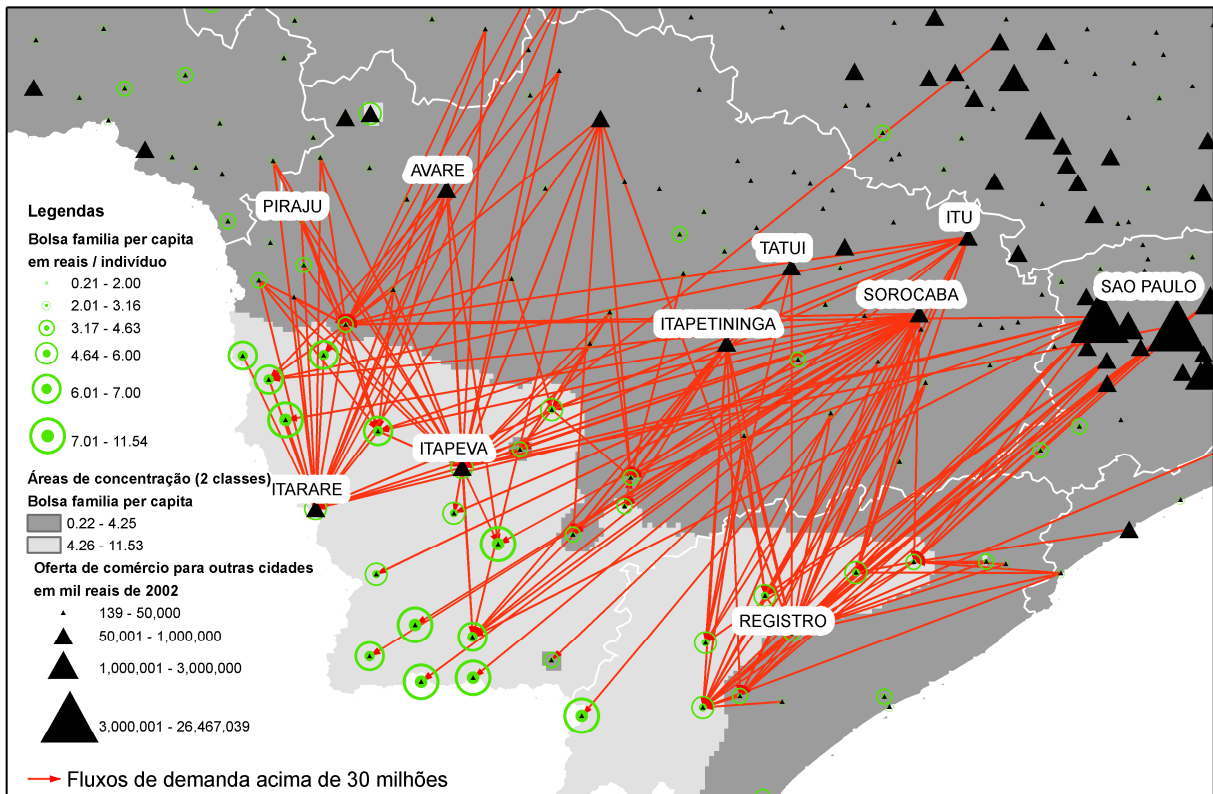 AVARE
PIRAJU
ITU
TATUI
SAO PAULO
SOROCABA
ITAPETININGA
ITAPEVA
ITARARE
REGISTRO
Legendas
Bolsa familia per capita
em reais / indivíduo
0.21 - 2.00
2.01 - 3.16
3.17 - 4.63
4.64 - 6.00
6.01 - 7.00
7.01 - 11.54
Áreas de concentração (2 classes)
Bolsa familia per capita
0.22 - 4.25
4.26 - 11.53
Oferta de comércio para outras cidades
em mil reais de 2002
139 - 50,000
50,001 - 1,000,000
1,000,001 - 3,000,000
3,000,001 - 26,467,039
Fluxos de demanda acima de 30 milhões